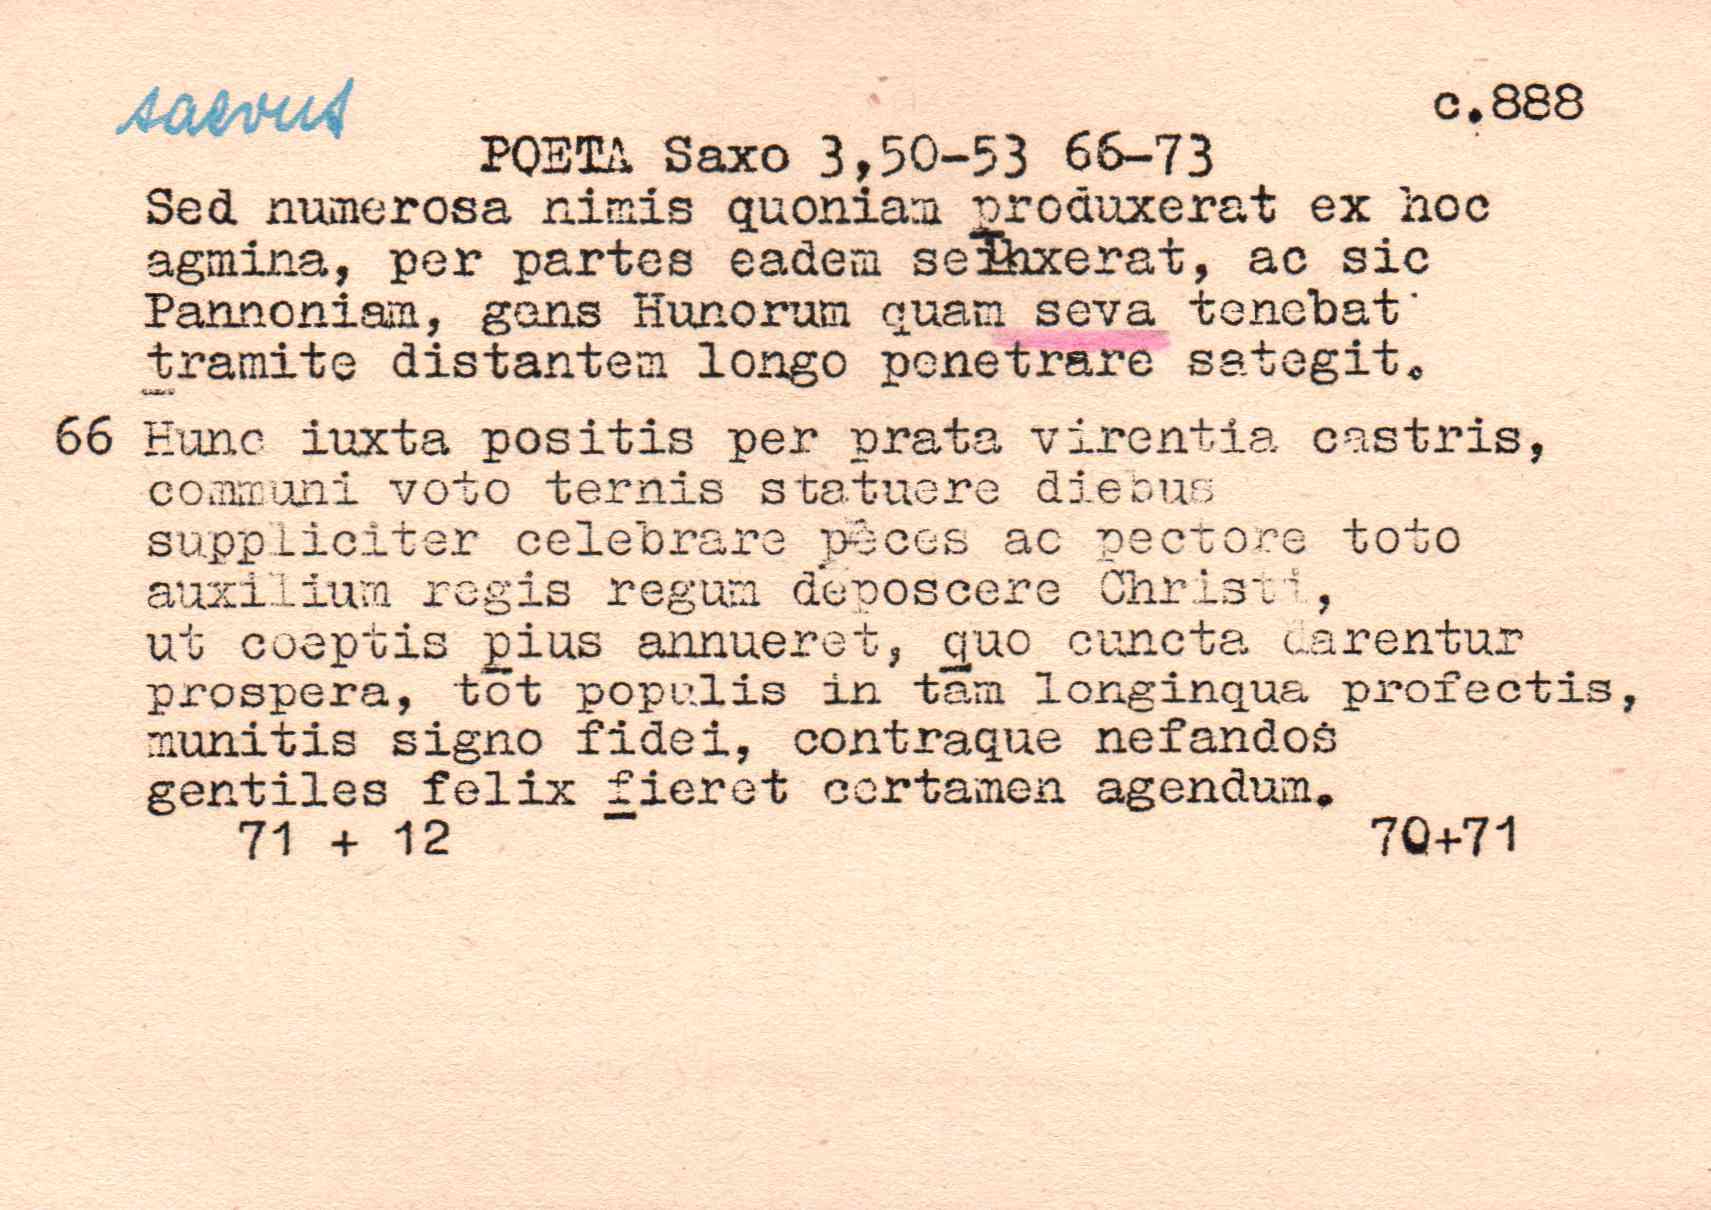 saevus
c.888
POETA Saxo 3,50-53 66-73
Sed numerosa nimis quoniam produxerat ex hoc
agmina, per partes eadem seiunxerat, ac sic
Pannoniam, gens Hunorum quam seva tenebat
tramite distantem longo penetrare sategit.
66 Hunc iuxta positis per prata virentia castris,
communi voto ternis statuere diebus
suppliciter celebrare preces ac pectore toto
auxilium regis regum deposcere Christi,
ut coeptis pius annueret, quo cuncta darentur
prospera, tot populis in tam longinqua profectis,
munitis signo fidei, contraque nefandos
gentiles felix fieret certamen agendum.
71 + 12
70+71